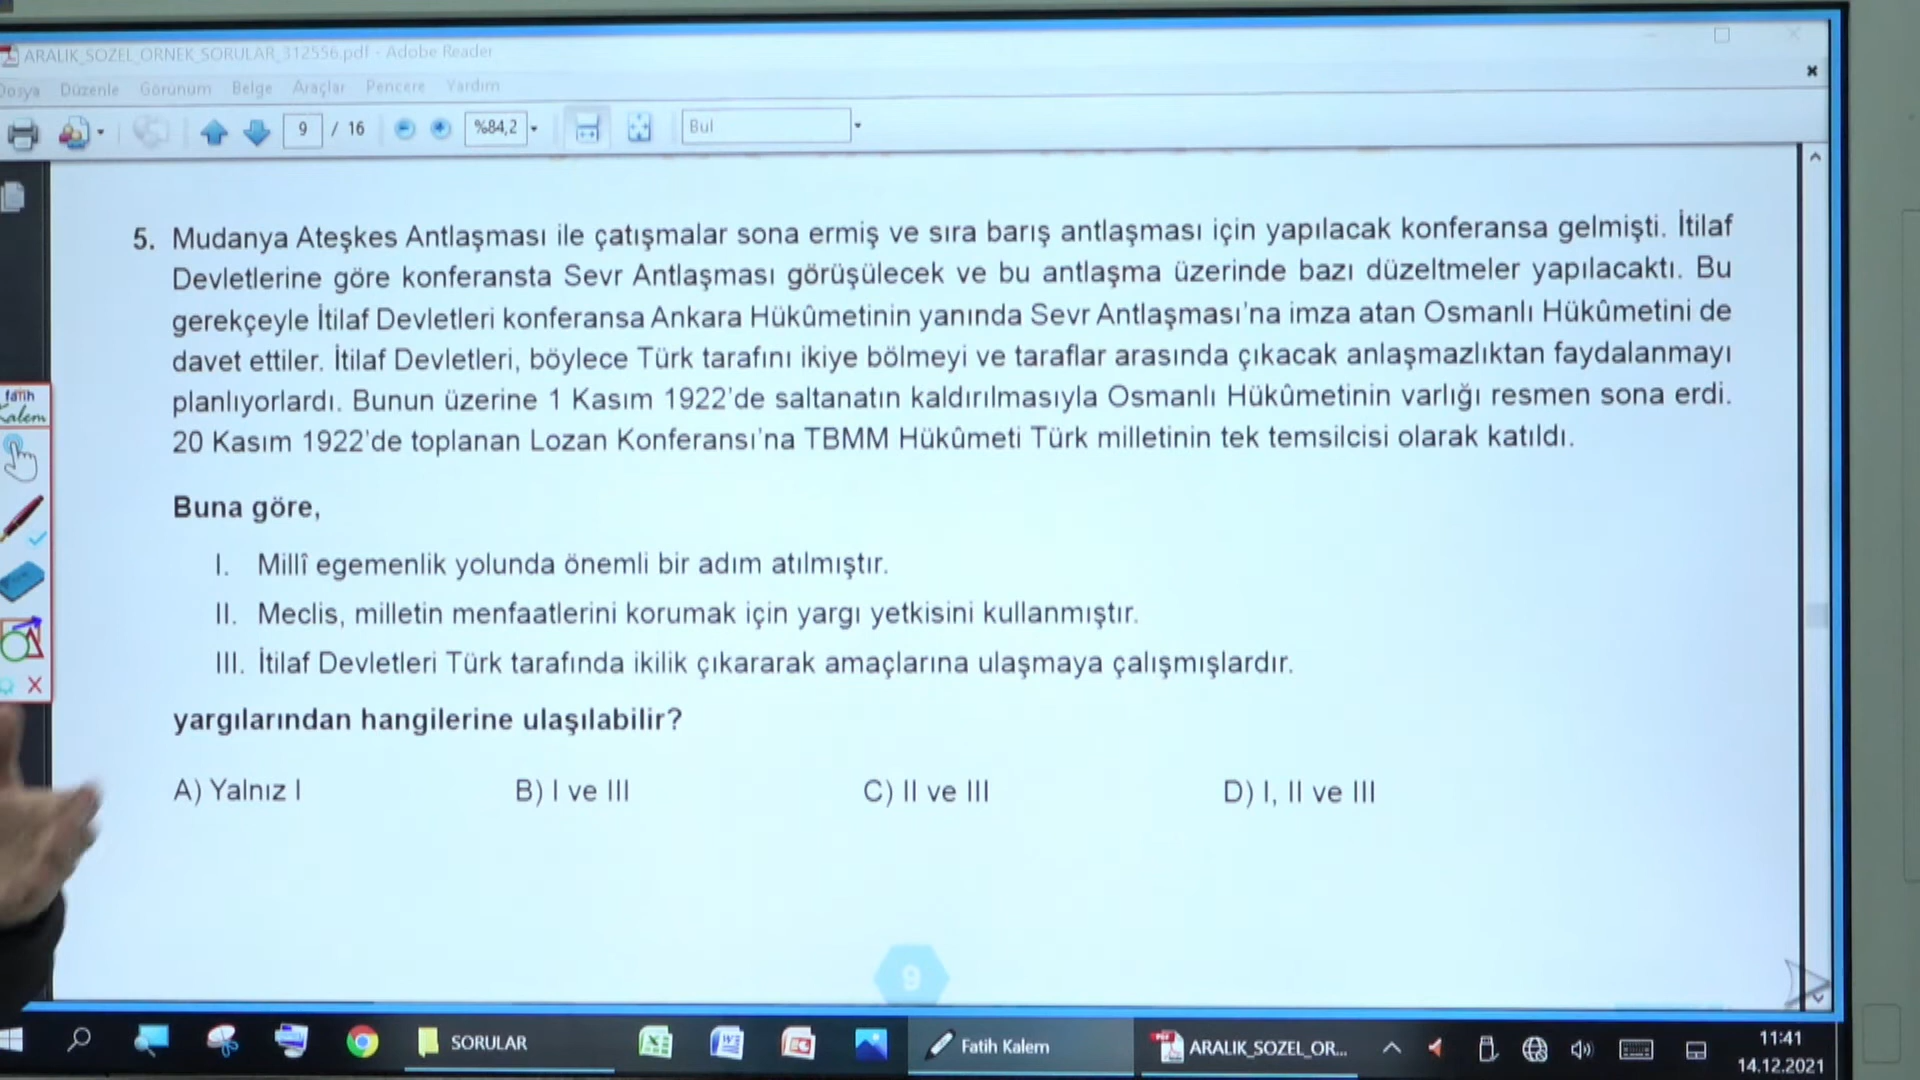 ARALIK_SOZEL_ORNEK_SORULAR_312556.pdf - Adobe Reader
Dosya Düzenle Görünüm Belge Araçlar Pencere Yardım
9 / 16 %84,2 Bul
5. Mudanya Ateşkes Antlaşması ile çatışmalar sona ermiş ve sıra barış antlaşması için yapılacak konferansa gelmişti. İtilaf
Devletlerine göre konferansta Sevr Antlaşması görüşülecek ve bu antlaşma üzerinde bazı düzeltmeler yapılacaktı. Bu
gerekçeyle İtilaf Devletleri konferansa Ankara Hükûmetinin yanında Sevr Antlaşması'na imza atan Osmanlı Hükûmetini de
davet ettiler. İtilaf Devletleri, böylece Türk tarafını ikiye bölmeyi ve taraflar arasında çıkacak anlaşmazlıktan faydalanmayı
planlıyorlardı. Bunun üzerine 1 Kasım 1922'de saltanatın kaldırılmasıyla Osmanlı Hükûmetinin varlığı resmen sona erdi.
20 Kasım 1922'de toplanan Lozan Konferansı'na TBMM Hükûmeti Türk milletinin tek temsilcisi olarak katıldı.
fatih
Kalem
Buna göre,
I. Millî egemenlik yolunda önemli bir adım atılmıştır.
II. Meclis, milletin menfaatlerini korumak için yargı yetkisini kullanmıştır.
III. İtilaf Devletleri Türk tarafında ikilik çıkararak amaçlarına ulaşmaya çalışmışlardır.
yargılarından hangilerine ulaşılabilir?
A) Yalnız I B) I ve III C) II ve III D) I, II ve III
9
SORULAR Fatih Kalem ARALIK_SOZEL_OR... 11:41
14.12.2021